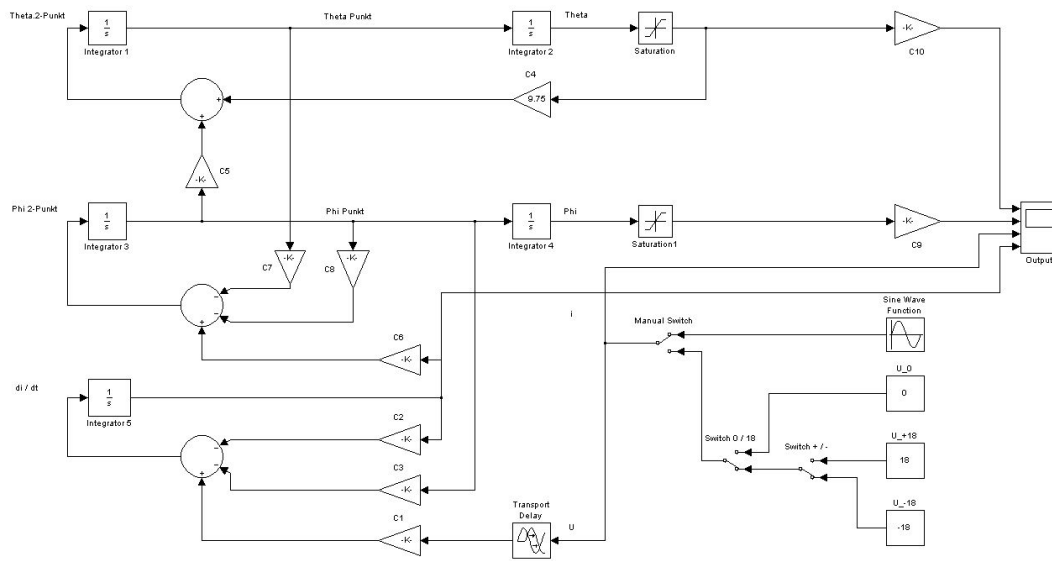 Theta.2-Punkt
1
s
Integrator 1
Theta Punkt
1
s
Integrator 2
Theta
Saturation
-K-
C10
C4
9.75
+
+
-K-
C5
Phi 2-Punkt
1
s
Integrator 3
Phi Punkt
1
s
Integrator 4
Phi
Saturation1
-K-
C9
Output
-K-
C7
-K-
C8
−
−
+
C6
-K-
i
Manual Switch
Sine Wave
Function
U_0
0
di / dt
1
s
Integrator 5
C2
-K-
−
−
+
C3
-K-
Switch 0 / 18
Switch + / -
U_+18
18
Transport
Delay
C1
-K-
U
U_-18
-18